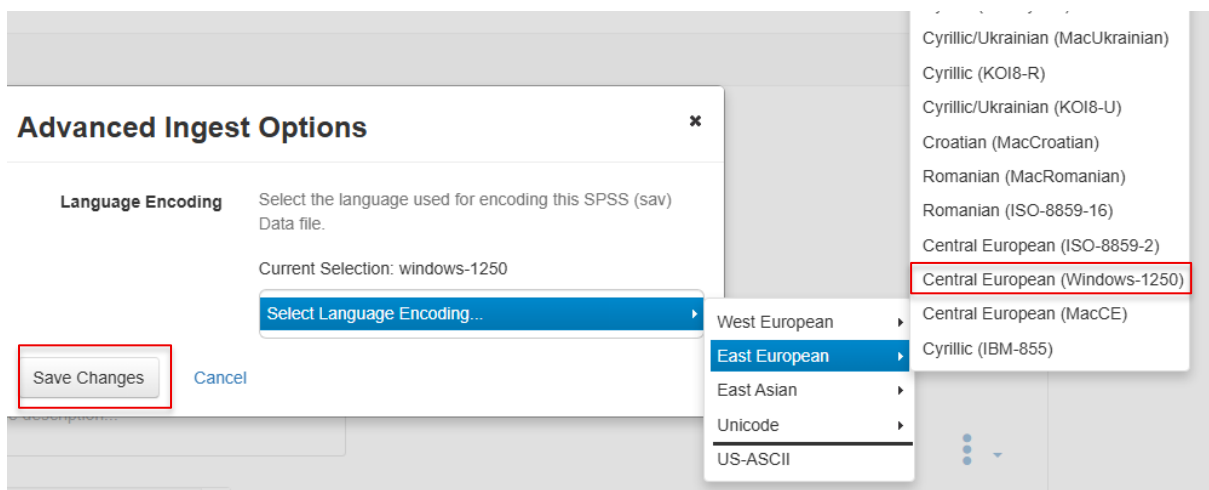 Advanced Ingest Options
Language Encoding
Select the language used for encoding this SPSS (sav)
Data file.
Current Selection: windows-1250
Select Language Encoding...
Save Changes
Cancel
West European
East European
East Asian
Unicode
US-ASCII
Cyrillic/Ukrainian (MacUkrainian)
Cyrillic (KOI8-R)
Cyrillic/Ukrainian (KOI8-U)
Croatian (MacCroatian)
Romanian (MacRomanian)
Romanian (ISO-8859-16)
Central European (ISO-8859-2)
Central European (Windows-1250)
Central European (MacCE)
Cyrillic (IBM-855)